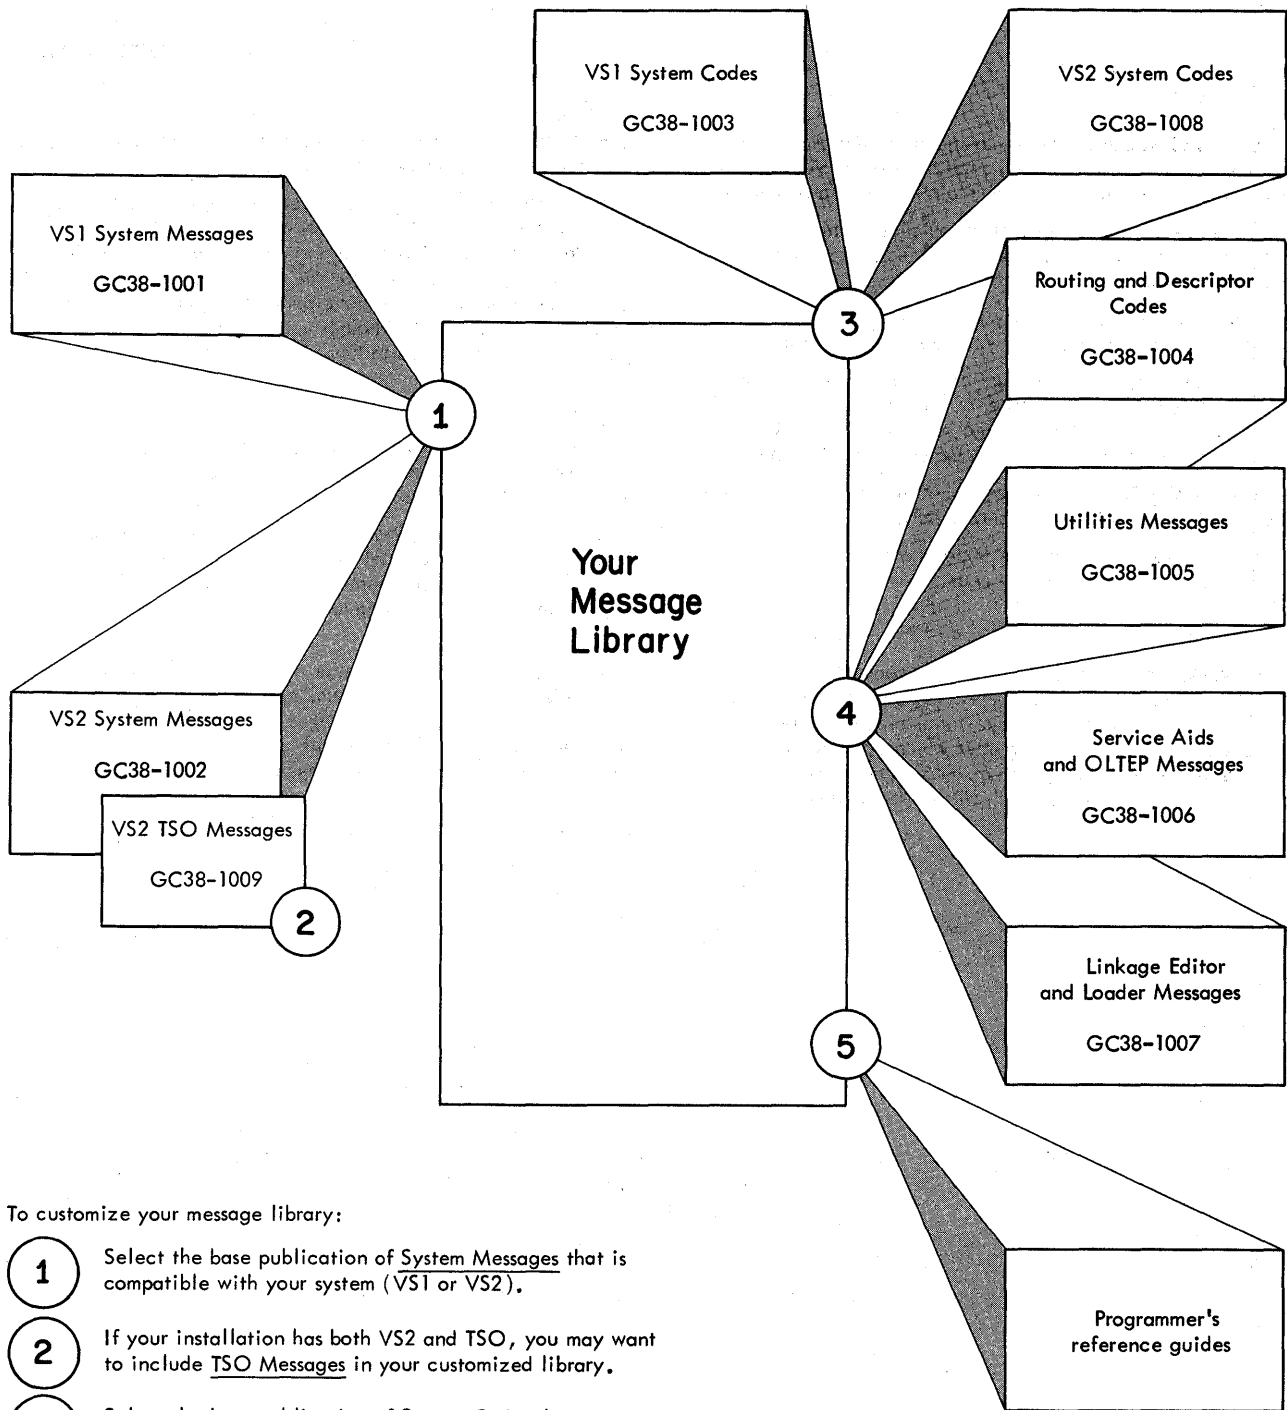 VS1 System Codes
GC38-1003
VS2 System Codes
GC38-1008
VS1 System Messages
GC38-1001
Routing and Descriptor
Codes
GC38-1004
3
1
Your
Message
Library
Utilities Messages
GC38-1005
VS2 System Messages
GC38-1002
VS2 TSO Messages
GC38-1009
2
4
Service Aids
and OLTEP Messages
GC38-1006
Linkage Editor
and Loader Messages
GC38-1007
5
Programmer's
reference guides
To customize your message library:
1
Select the base publication of System Messages that is
compatible with your system (VS1 or VS2).
2
If your installation has both VS2 and TSO, you may want
to include TSO Messages in your customized library.